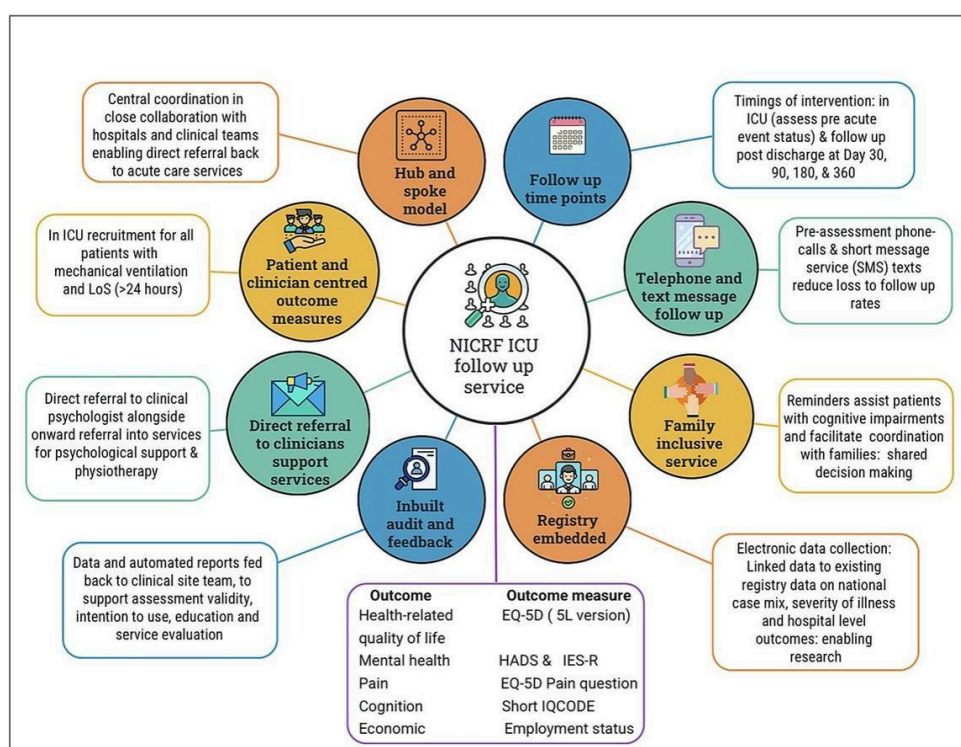 Central coordination in
close collaboration with
hospitals and clinical teams
enabling direct referral back
to acute care services
Hub and
spoke
model
Follow up
time points
Timings of intervention: in
ICU (assess pre acute
event status) & follow up
post discharge at Day 30,
90, 180, & 360
In ICU recruitment for all
patients with
mechanical ventilation
and LoS (>24 hours)
Patient and
clinician centred
outcome
measures
Telephone and
text message
follow up
Pre-assessment phone-
calls & short message
service (SMS) texts
reduce loss to follow up
rates
NICRF ICU
follow up
service
Direct referral to clinical
psychologist alongside
onward referral into services
for psychological support &
physiotherapy
Direct referral
to clinicians
support
services
Family
inclusive
service
Reminders assist patients
with cognitive impairments
and facilitate coordination
with families: shared
decision making
Inbuilt
audit and
feedback
Registry
embedded
Data and automated reports fed
back to clinical site team, to
support assessment validity,
intention to use, education and
service evaluation
Electronic data collection:
Linked data to existing
registry data on national
case mix, severity of illness
and hospital level
outcomes: enabling
research
Outcome Outcome measure
Health-related EQ-5D ( 5L version)
quality of life
Mental health HADS & IES-R
Pain EQ-5D Pain question
Cognition Short IQCODE
Economic Employment status